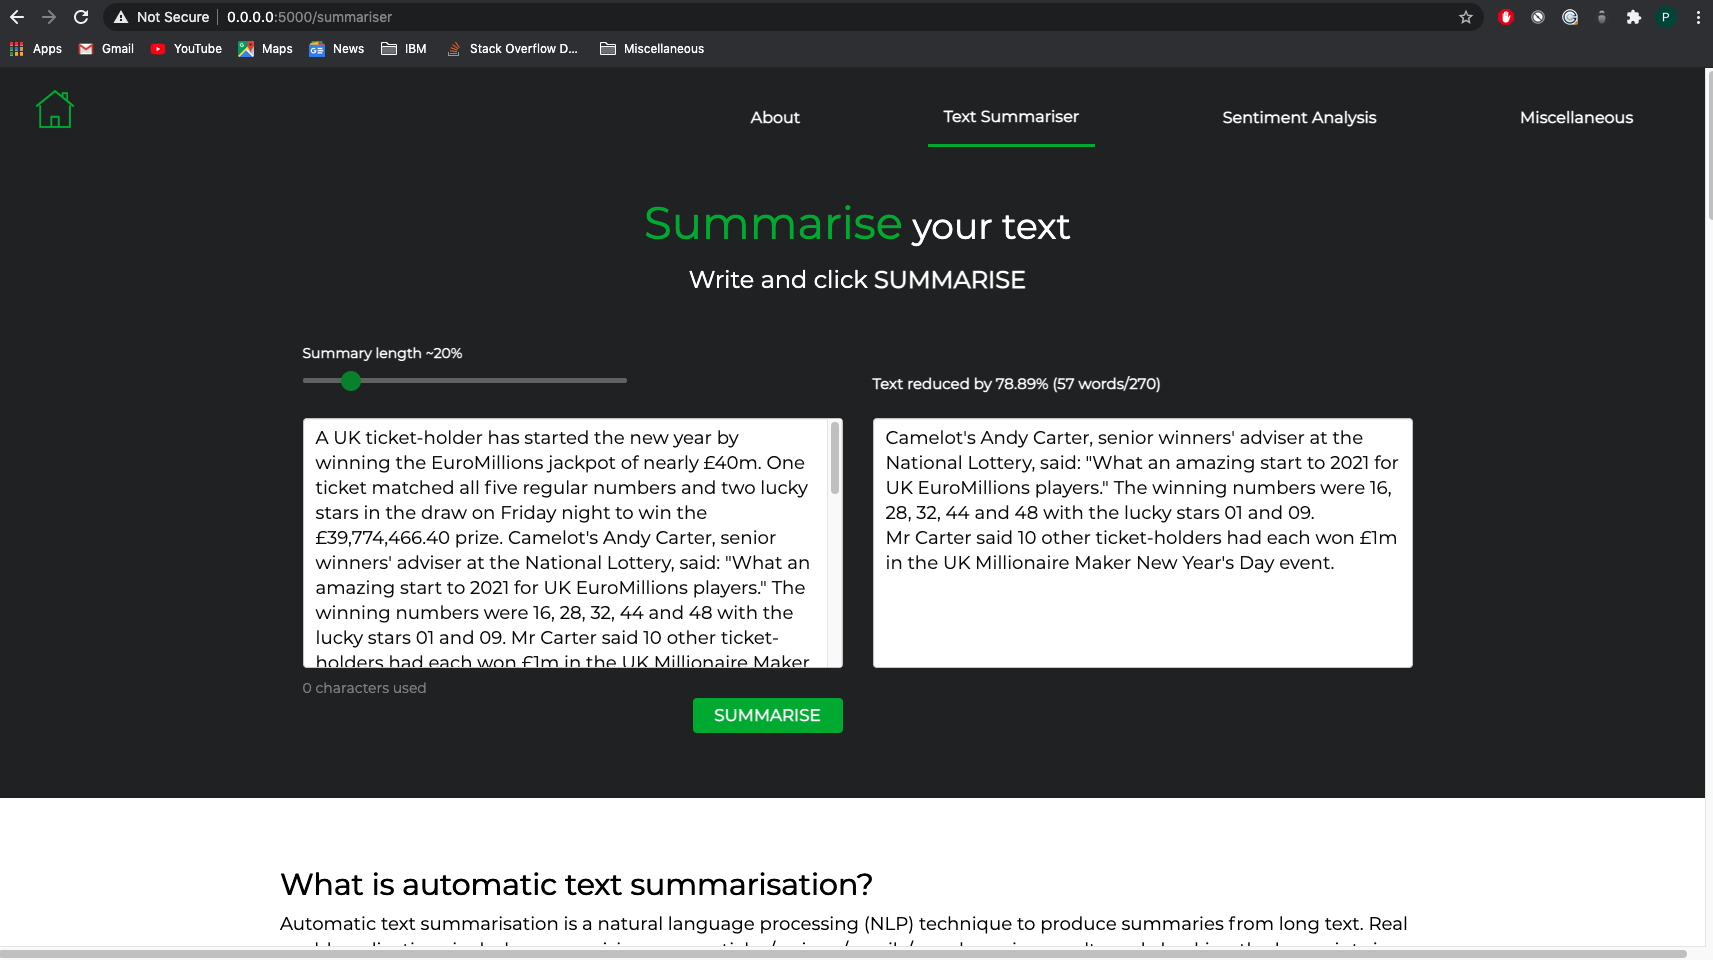 Not Secure | 0.0.0.0:5000/summariser
Apps Gmail YouTube Maps News IBM Stack Overflow D... Miscellaneous
P
About Text Summariser Sentiment Analysis Miscellaneous
Summarise your text
Write and click SUMMARISE
Summary length ~20%
Text reduced by 78.89% (57 words/270)
A UK ticket-holder has started the new year by
winning the EuroMillions jackpot of nearly £40m. One
ticket matched all five regular numbers and two lucky
stars in the draw on Friday night to win the
£39,774,466.40 prize. Camelot's Andy Carter, senior
winners' adviser at the National Lottery, said: "What an
amazing start to 2021 for UK EuroMillions players." The
winning numbers were 16, 28, 32, 44 and 48 with the
lucky stars 01 and 09. Mr Carter said 10 other ticket-
holders had each won £1m in the UK Millionaire Maker
Camelot's Andy Carter, senior winners' adviser at the
National Lottery, said: "What an amazing start to 2021 for
UK EuroMillions players." The winning numbers were 16,
28, 32, 44 and 48 with the lucky stars 01 and 09.
Mr Carter said 10 other ticket-holders had each won £1m
in the UK Millionaire Maker New Year's Day event.
0 characters used
SUMMARISE
What is automatic text summarisation?
Automatic text summarisation is a natural language processing (NLP) technique to produce summaries from long text. Real